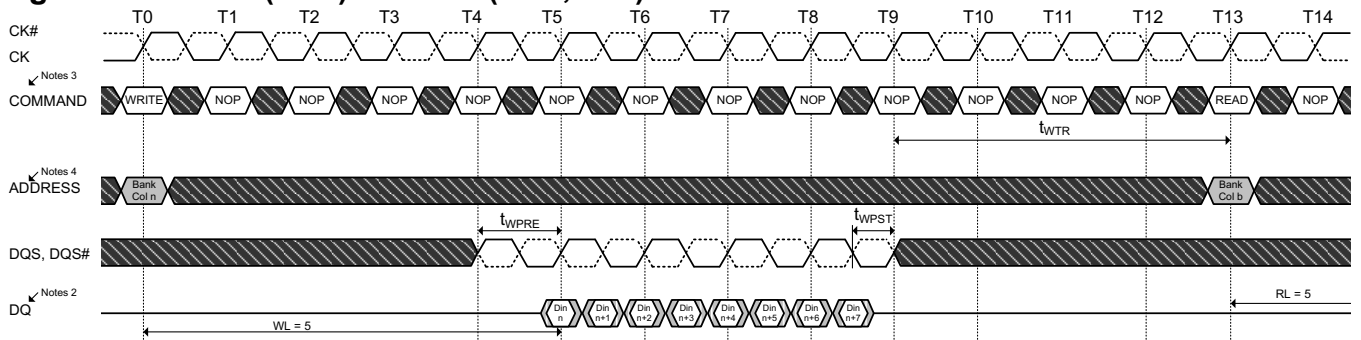 T0 T1 T2 T3 T4 T5 T6 T7 T8 T9 T10 T11 T12 T13 T14
CK#
CK
Notes 3
COMMAND WRITE NOP NOP NOP NOP NOP NOP NOP NOP NOP NOP NOP NOP READ NOP
tWTR
Notes 4
ADDRESS
Bank
Col n
Bank
Col b
tWPRE
tWPST
DQS, DQS#
Notes 2
DQ
Din
n
Din
n+1
Din
n+2
Din
n+3
Din
n+4
Din
n+5
Din
n+6
Din
n+7
RL = 5
WL = 5